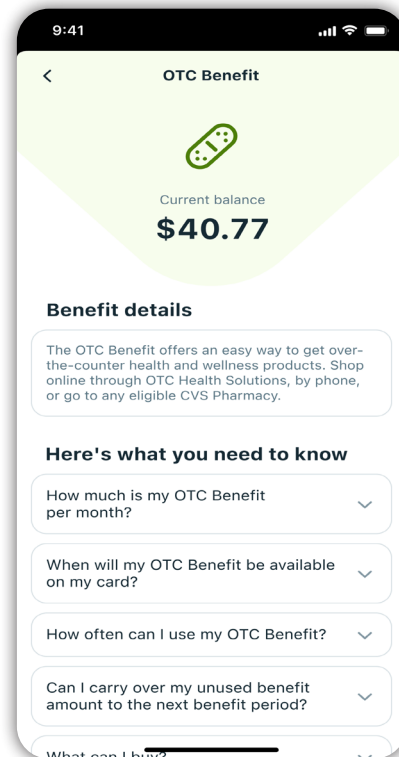 9:41
OTC Benefit
Current balance
$40.77
Benefit details
The OTC Benefit offers an easy way to get over-
the-counter health and wellness products. Shop
online through OTC Health Solutions, by phone,
or go to any eligible CVS Pharmacy.
Here's what you need to know
How much is my OTC Benefit
per month?
When will my OTC Benefit be available
on my card?
How often can I use my OTC Benefit?
Can I carry over my unused benefit
amount to the next benefit period?
What can I buy?